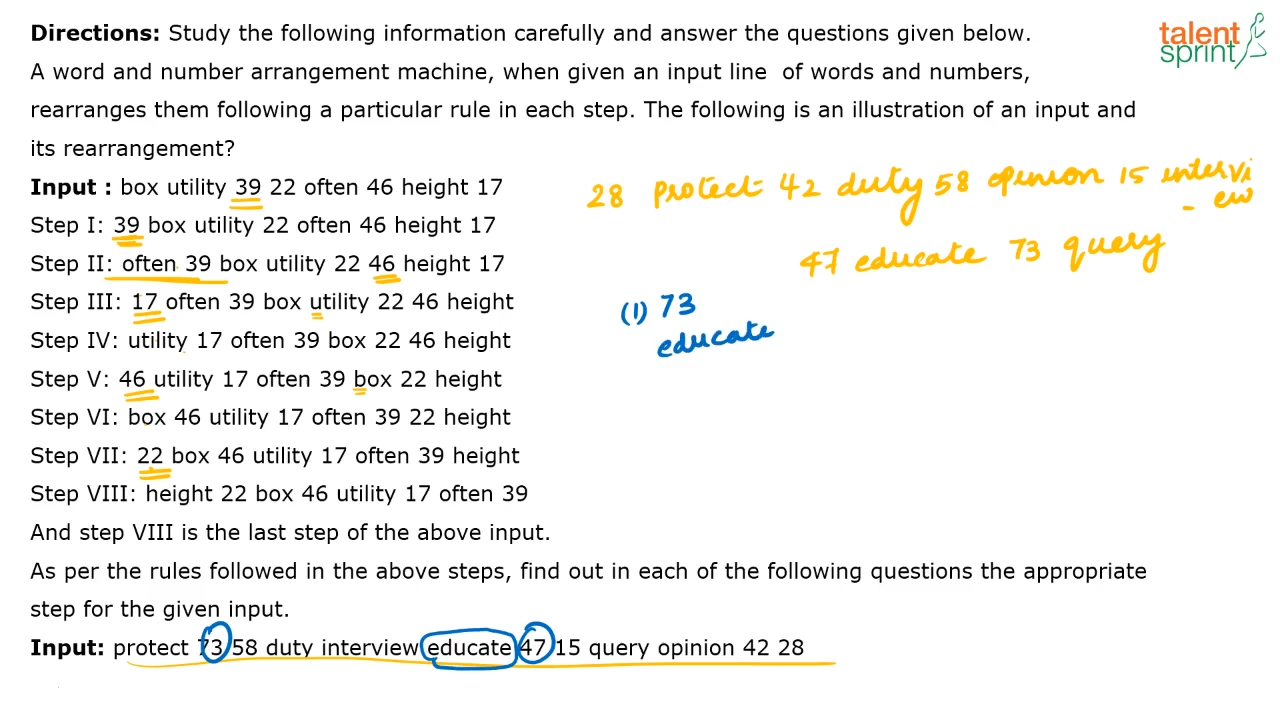 Directions: Study the following information carefully and answer the questions given below.
talent
sprint
A word and number arrangement machine, when given an input line of words and numbers,
rearranges them following a particular rule in each step. The following is an illustration of an input and
its rearrangement?
Input : box utility 39 22 often 46 height 17
28 protect 42 duty 58 opinion 15 intervi
- ew
Step I: 39 box utility 22 often 46 height 17
47 educate 73 query
Step II: often 39 box utility 22 46 height 17
Step III: 17 often 39 box utility 22 46 height
(1) 73
educate
Step IV: utility 17 often 39 box 22 46 height
Step V: 46 utility 17 often 39 box 22 height
Step VI: box 46 utility 17 often 39 22 height
Step VII: 22 box 46 utility 17 often 39 height
Step VIII: height 22 box 46 utility 17 often 39
And step VIII is the last step of the above input.
As per the rules followed in the above steps, find out in each of the following questions the appropriate
step for the given input.
Input: protect 73 58 duty interview educate 47 15 query opinion 42 28